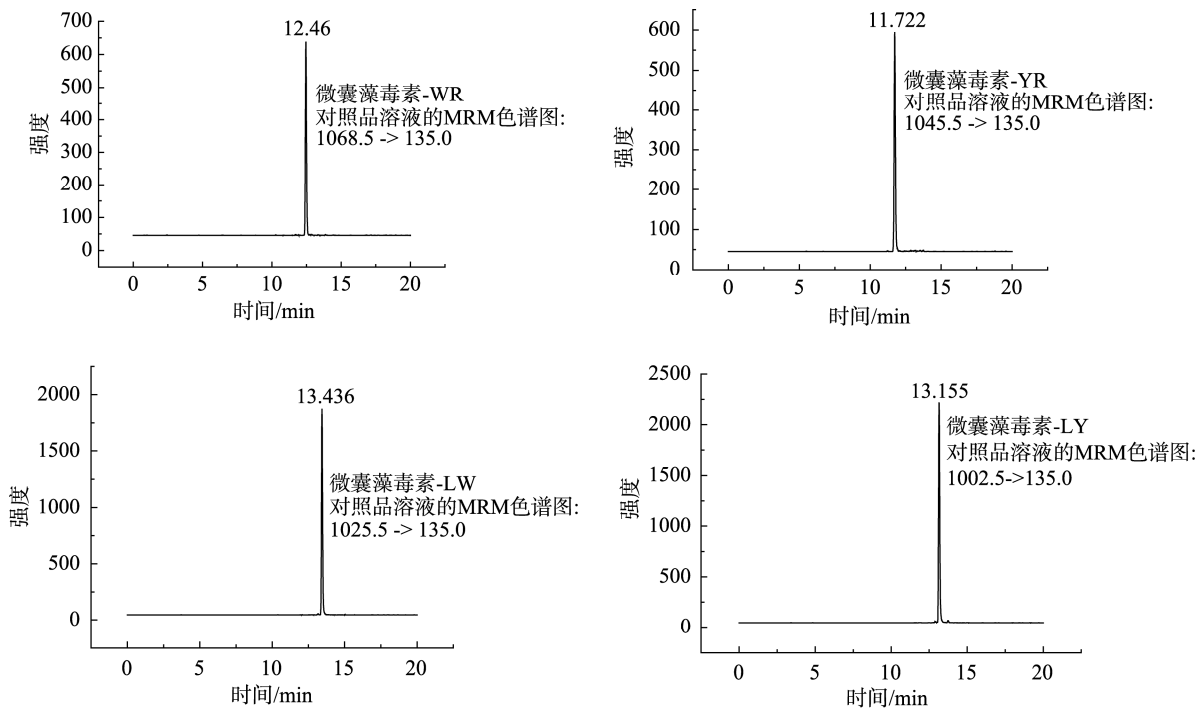 700
600
500
400
300
200
100
0
强度
12.46
微囊藻毒素-WR
对照品溶液的MRM色谱图:
1068.5 -> 135.0
0 5 10 15 20
时间/min
600
500
400
300
200
100
0
强度
11.722
微囊藻毒素-YR
对照品溶液的MRM色谱图:
1045.5 -> 135.0
0 5 10 15 20
时间/min
2000
1500
1000
500
0
强度
13.436
微囊藻毒素-LW
对照品溶液的MRM色谱图:
1025.5 -> 135.0
0 5 10 15 20
时间/min
2500
2000
1500
1000
500
0
强度
13.155
微囊藻毒素-LY
对照品溶液的MRM色谱图:
1002.5->135.0
0 5 10 15 20
时间/min